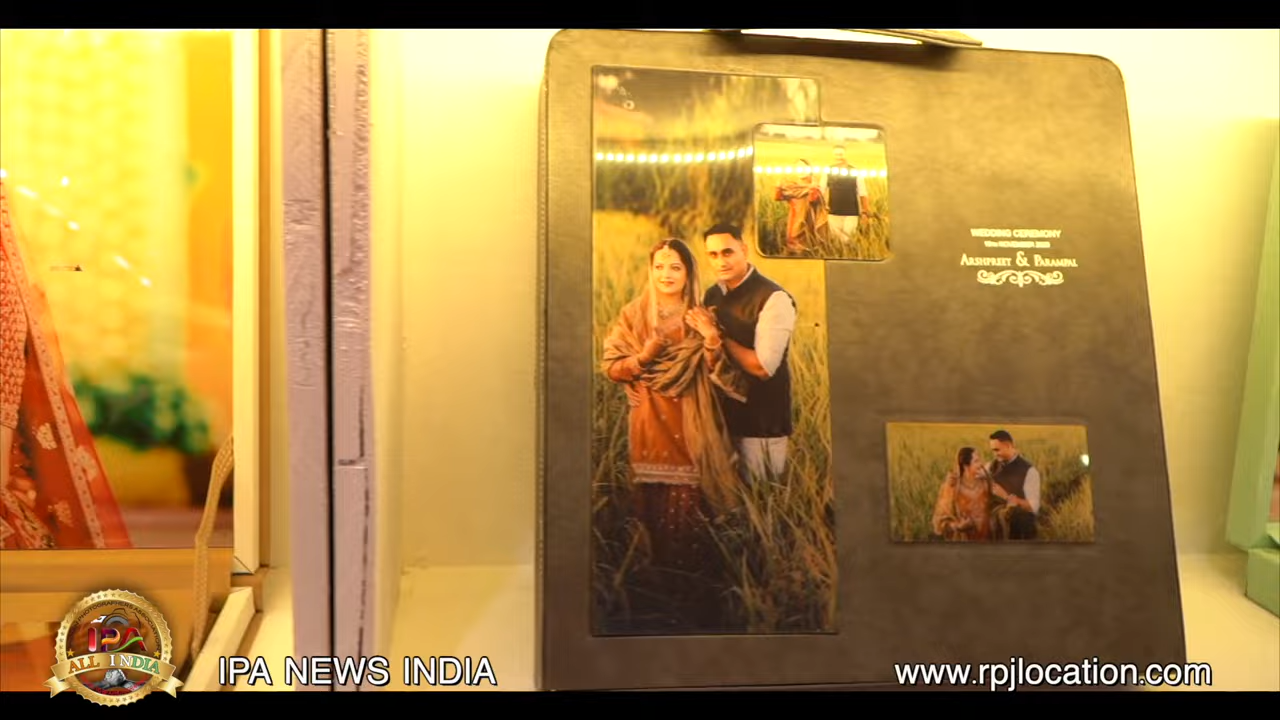 WEDDING CEREMONY
ARSHPREET & PARAMPAL
IPA
ALL INDIA
IPA NEWS INDIA
www.rpjlocation.com